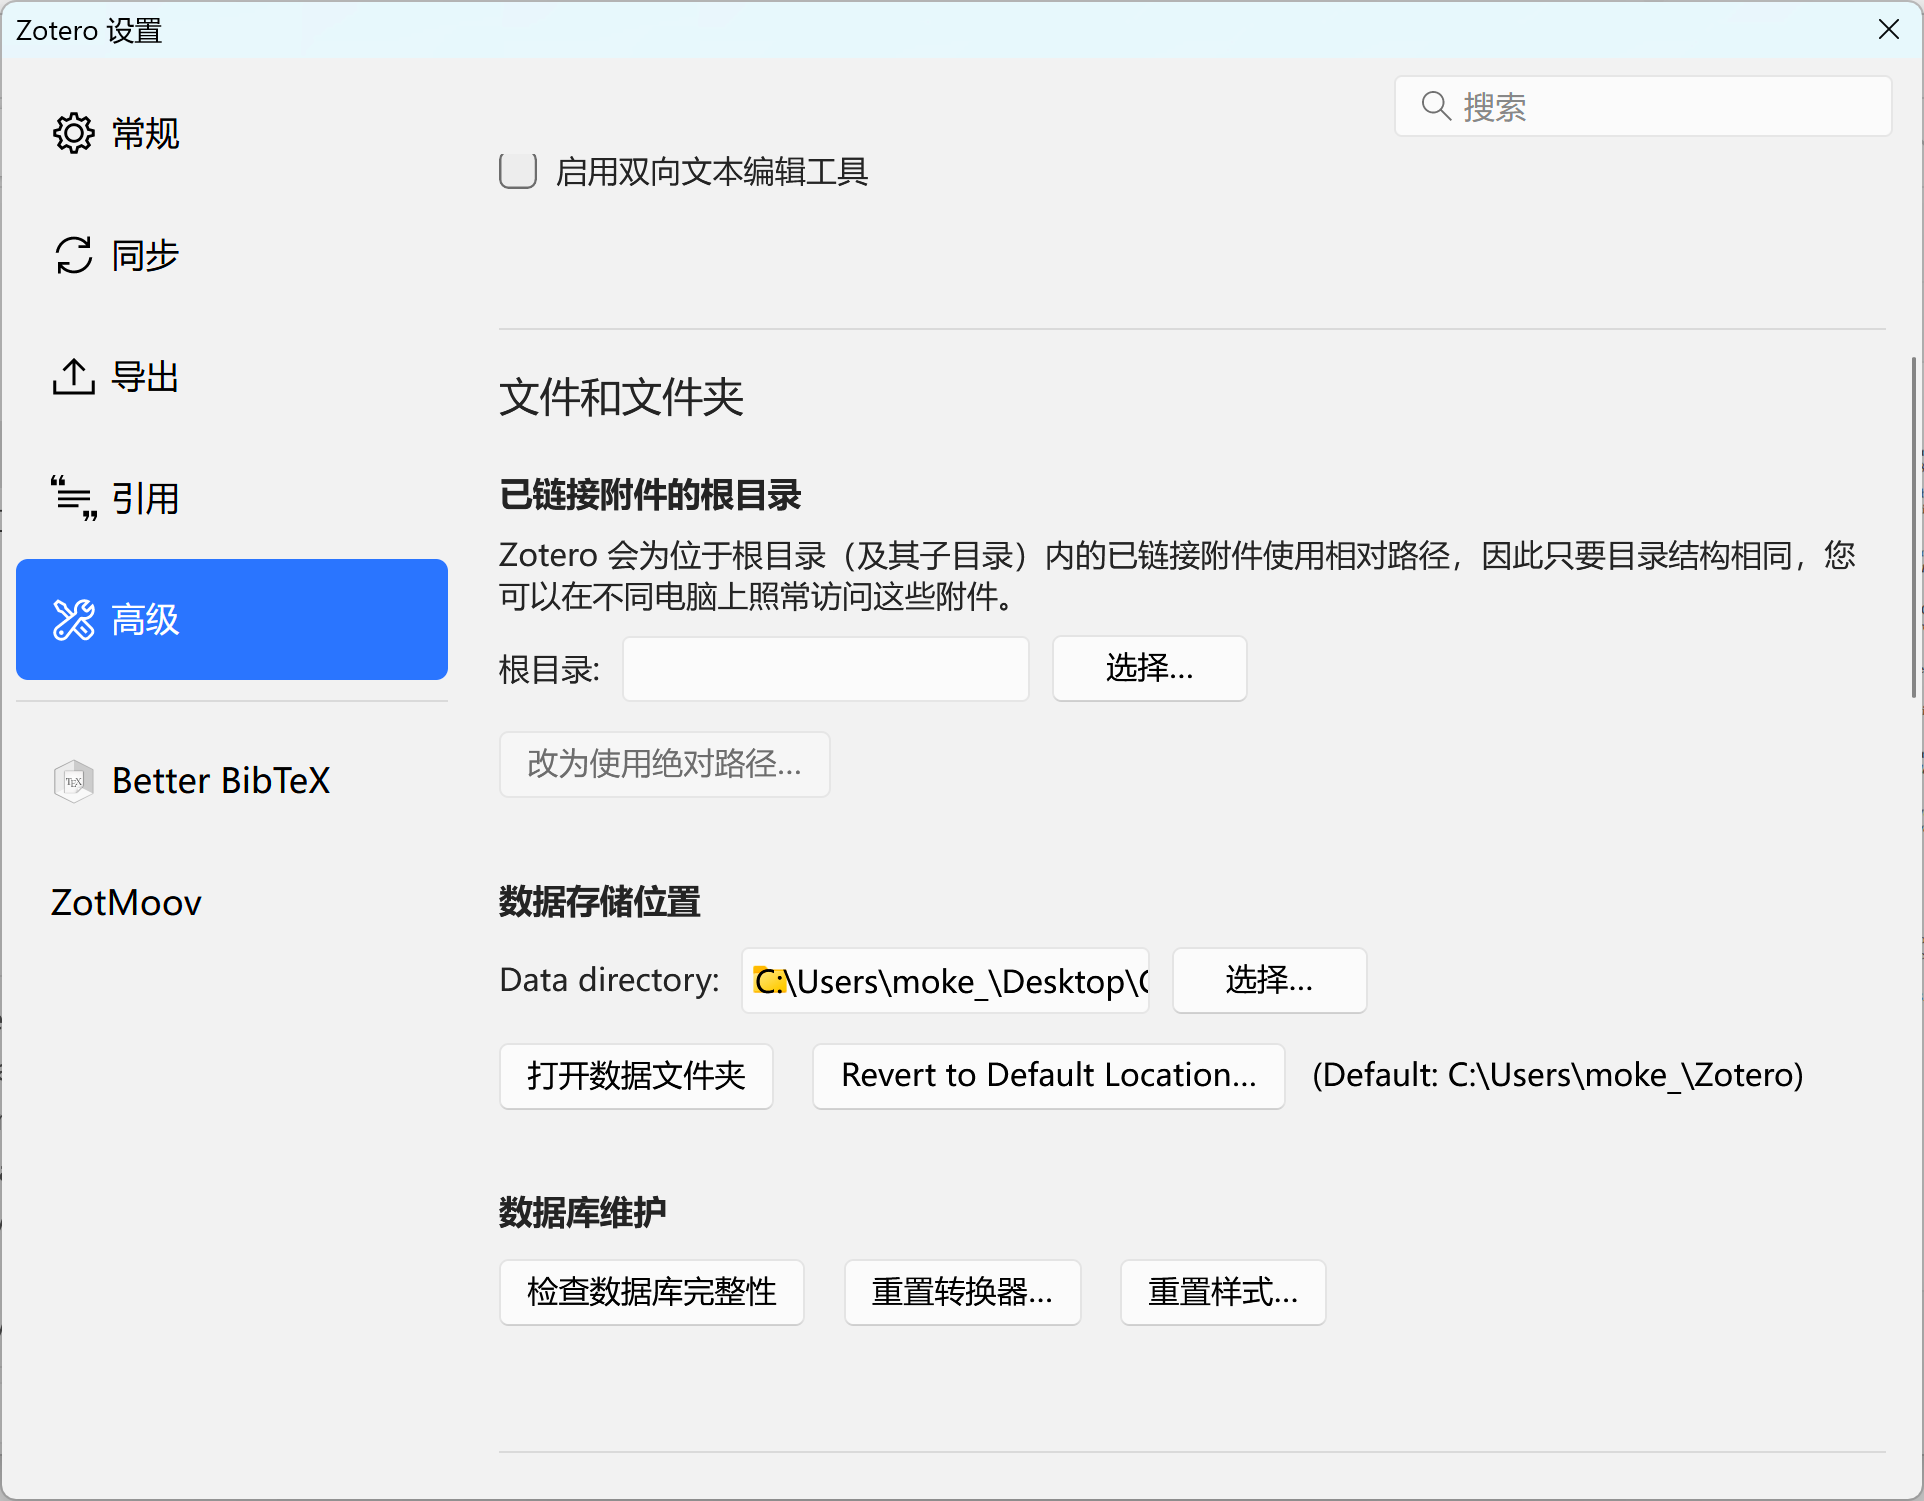 Zotero 设置
搜索
常规
同步
导出
引用
高级
Better BibTeX
ZotMoov
启用双向文本编辑工具
文件和文件夹
已链接附件的根目录
Zotero 会为位于根目录（及其子目录）内的已链接附件使用相对路径，因此只要目录结构相同，您
可以在不同电脑上照常访问这些附件。
根目录:
选择...
改为使用绝对路径...
数据存储位置
Data directory: C:\Users\moke_\Desktop\
选择...
打开数据文件夹
Revert to Default Location...
(Default: C:\Users\moke_\Zotero)
数据库维护
检查数据库完整性
重置转换器...
重置样式...